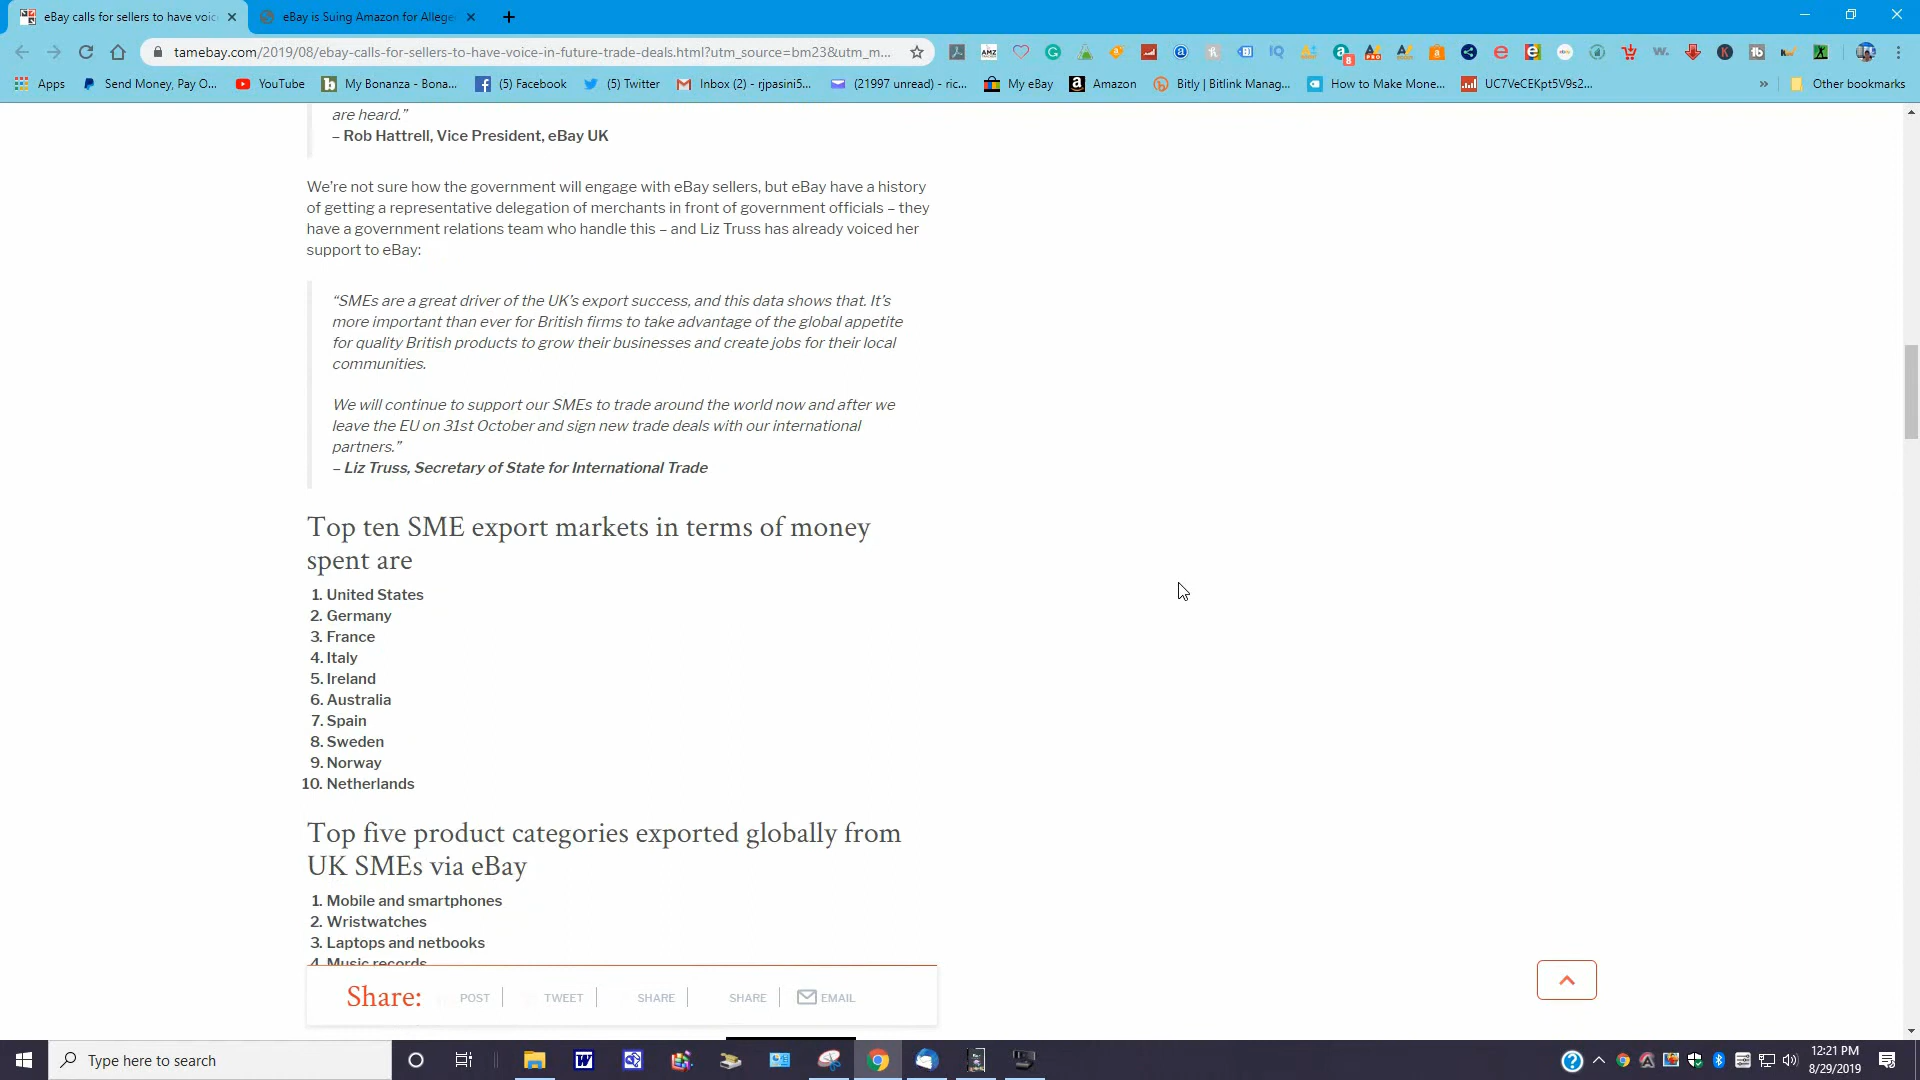 eBay calls for sellers to have voic
eBay is Suing Amazon for Allege
tamebay.com/2019/08/ebay-calls-for-sellers-to-have-voice-in-future-trade-deals.html?utm_source=bm23&utm_m...
Apps
Send Money, Pay O...
YouTube
My Bonanza - Bona...
(5) Facebook
(5) Twitter
Inbox (2) - rjpasini5...
(21997 unread) - ric...
My eBay
Amazon
Bitly | Bitlink Manag...
How to Make Mone...
UC7VeCEKpt5V9s2...
»
Other bookmarks
are heard.”
– Rob Hattrell, Vice President, eBay UK
We’re not sure how the government will engage with eBay sellers, but eBay have a history
of getting a representative delegation of merchants in front of government officials – they
have a government relations team who handle this – and Liz Truss has already voiced her
support to eBay:
“SMEs are a great driver of the UK’s export success, and this data shows that. It’s
more important than ever for British firms to take advantage of the global appetite
for quality British products to grow their businesses and create jobs for their local
communities.
We will continue to support our SMEs to trade around the world now and after we
leave the EU on 31st October and sign new trade deals with our international
partners.”
– Liz Truss, Secretary of State for International Trade
Top ten SME export markets in terms of money
spent are
1. United States
2. Germany
3. France
4. Italy
5. Ireland
6. Australia
7. Spain
8. Sweden
9. Norway
10. Netherlands
Top five product categories exported globally from
UK SMEs via eBay
1. Mobile and smartphones
2. Wristwatches
3. Laptops and netbooks
4. Music records
Share:
POST
TWEET
SHARE
SHARE
EMAIL
Type here to search
12:21 PM
8/29/2019